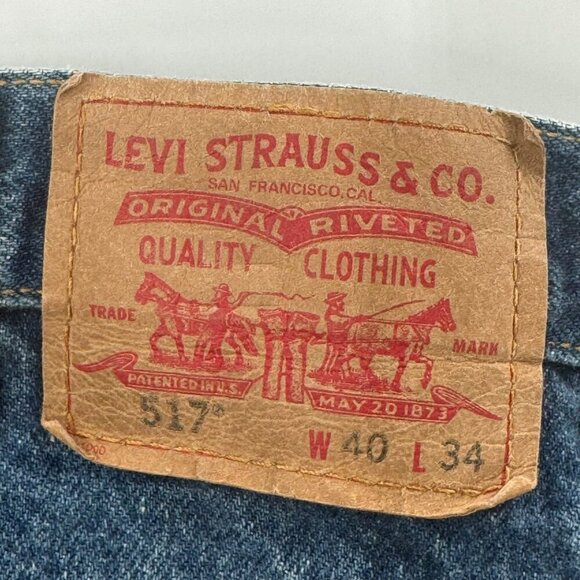 LEVI STRAUSS & CO.
SAN FRANCISCO, CAL.
ORIGINAL RIVETED
QUALITY CLOTHING
TRADE MARK
PATENTED IN U.S. MAY 20 1873
517® W 40 L 34